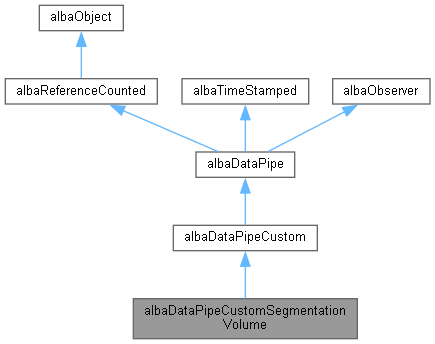 albaObject
albaReferenceCounted
albaTimeStamped
albaObserver
albaDataPipe
albaDataPipeCustom
albaDataPipeCustomSegmentation
Volume